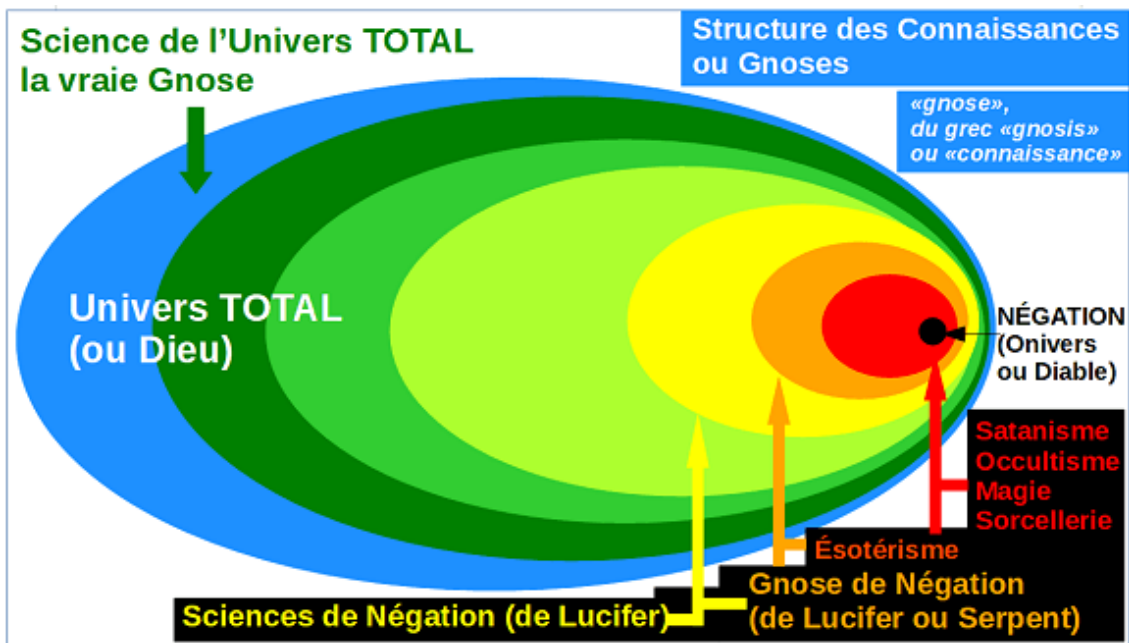 Science de l’Univers TOTAL
la vraie Gnose
Structure des Connaissances
ou Gnoses
«gnose»,
du grec «gnosis»
ou «connaissance»
Univers TOTAL
(ou Dieu)
NÉGATION
(Onivers
ou Diable)
Satanisme
Occultisme
Magie
Sorcellerie
Ésotérisme
Gnose de Négation
(de Lucifer ou Serpent)
Sciences de Négation (de Lucifer)